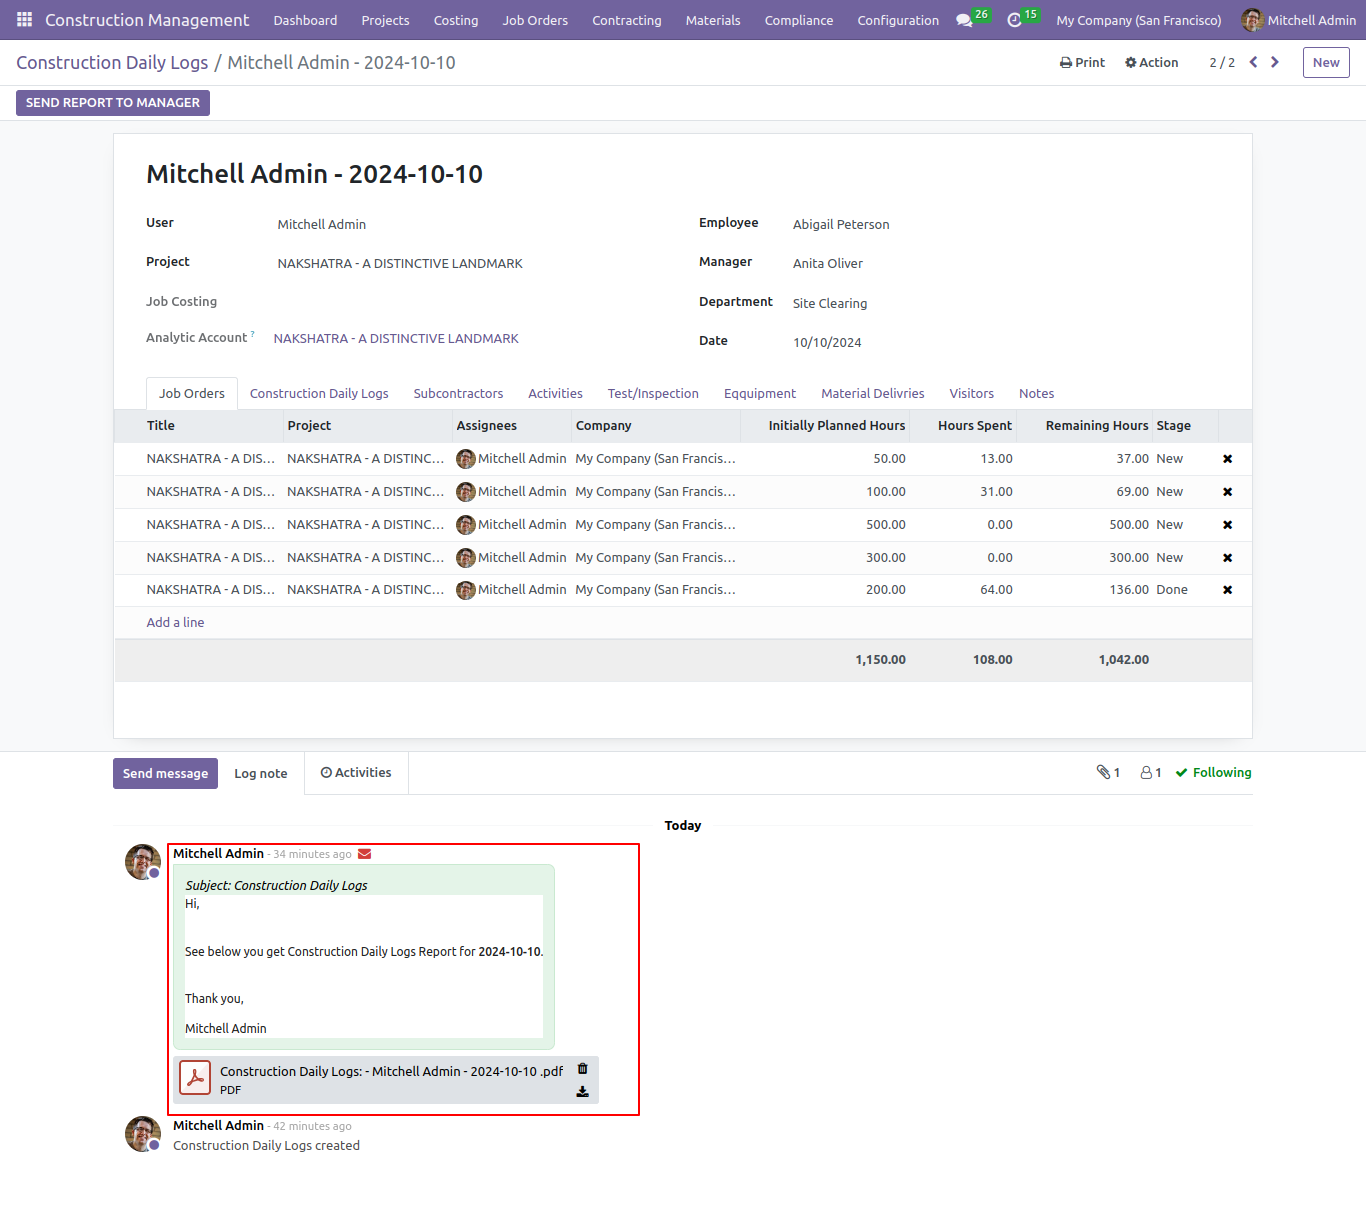 Construction Management Dashboard Projects Costing Job Orders Contracting Materials Compliance Configuration 26 15 My Company (San Francisco) Mitchell Admin
Construction Daily Logs / Mitchell Admin - 2024-10-10 Print Action 2 / 2 New
SEND REPORT TO MANAGER
Mitchell Admin - 2024-10-10
User Mitchell Admin Employee Abigail Peterson
Project NAKSHATRA - A DISTINCTIVE LANDMARK Manager Anita Oliver
Job Costing Department Site Clearing
Analytic Account ? NAKSHATRA - A DISTINCTIVE LANDMARK Date 10/10/2024
Job Orders Construction Daily Logs Subcontractors Activities Test/Inspection Eqquipment Material Delivries Visitors Notes
Title Project Assignees Company Initially Planned Hours Hours Spent Remaining Hours Stage
NAKSHATRA - A DIS... NAKSHATRA - A DISTINC... Mitchell Admin My Company (San Francis... 50.00 13.00 37.00 New
NAKSHATRA - A DIS... NAKSHATRA - A DISTINC... Mitchell Admin My Company (San Francis... 100.00 31.00 69.00 New
NAKSHATRA - A DIS... NAKSHATRA - A DISTINC... Mitchell Admin My Company (San Francis... 500.00 0.00 500.00 New
NAKSHATRA - A DIS... NAKSHATRA - A DISTINC... Mitchell Admin My Company (San Francis... 300.00 0.00 300.00 New
NAKSHATRA - A DIS... NAKSHATRA - A DISTINC... Mitchell Admin My Company (San Francis... 200.00 64.00 136.00 Done
Add a line
1,150.00 108.00 1,042.00
Send message Log note Activities 1 1 Following
Today
Mitchell Admin - 34 minutes ago
Subject: Construction Daily Logs
Hi,
See below you get Construction Daily Logs Report for 2024-10-10.
Thank you,
Mitchell Admin
Construction Daily Logs: - Mitchell Admin - 2024-10-10 .pdf
PDF
Mitchell Admin - 42 minutes ago
Construction Daily Logs created